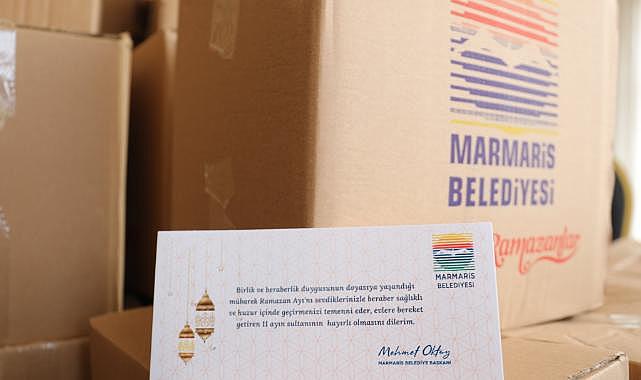 MARMARİS
BELEDİYESİ
Ramazanlar
MARMARİS
BELEDİYESİ
Birlik ve beraberlik duygusunun doyasıya yaşandığı
mübarek Ramazan Ayı'nı sevdiklerinizle beraber sağlıklı
ve huzur içinde geçirmenizi temenni eder, evlere bereket
getiren 11 ayın sultanının hayırlı olmasını dilerim.
Mehmet Oktay
MARMARİS BELEDİYE BAŞKANI